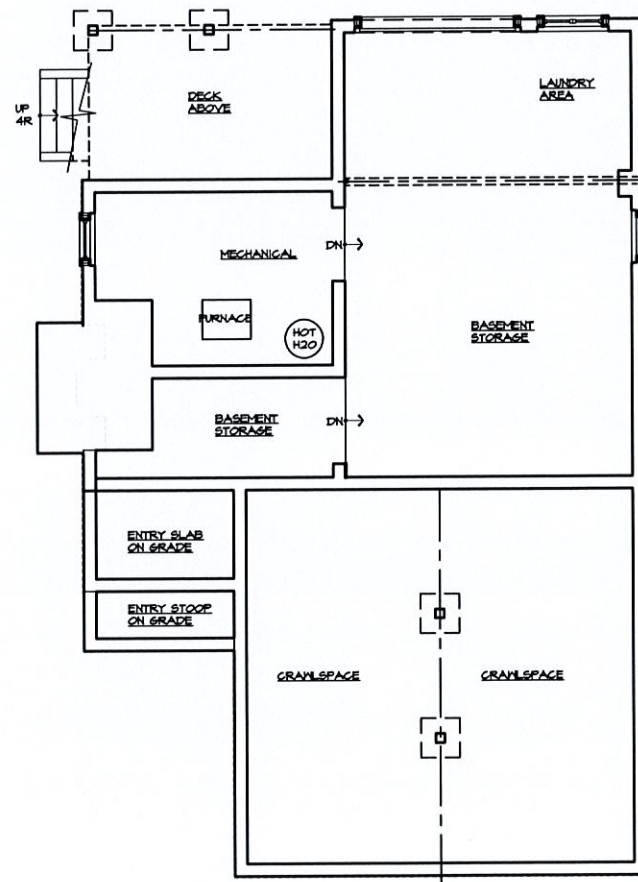 LAUNDRY
AREA
DECK
ABOVE
UP
4R
MECHANICAL
DN
FURNACE
HOT
H2O
BASEMENT
STORAGE
BASEMENT
STORAGE
DN
ENTRY SLAB
ON GRADE
ENTRY STOOP
ON GRADE
CRAWLSPACE
CRAWLSPACE